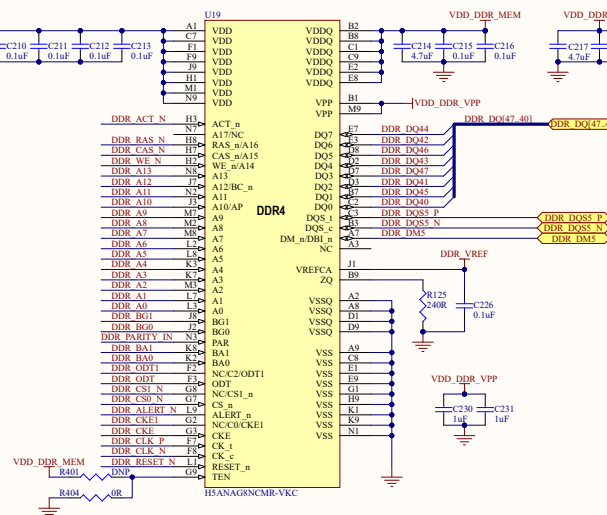 U19
VDD_DDR_MEM
VDD_DDR
C210 0.1uF
C211 0.1uF
C212 0.1uF
C213 0.1uF
C214 4.7uF
C215 0.1uF
C216 0.1uF
C217 4.7uF
A1 VDD VDDQ B2
C7 VDD VDDQ B8
F1 VDD VDDQ C1
F9 VDD VDDQ C9
J9 VDD VDDQ E2
H1 VDD VDDQ E8
M1 VDD
N9 VDD VPP B1 VDD_DDR_VPP
VPP M9
DDR_ACT_N H3 ACT_n
DDR_DQ[47..40]
N7 A17/NC DQ7 E7 DDR_DQ44
DDR_RAS_N H8 RAS_n/A16 DQ6 E3 DDR_DQ42
DDR_CAS_N H7 CAS_n/A15 DQ5 D8 DDR_DQ46
DDR_WE_N H2 WE_n/A14 DQ4 D2 DDR_DQ43
DDR_A13 N8 A13 DQ3 D7 DDR_DQ47
DDR_A12 J7 A12/BC_n DQ2 D3 DDR_DQ41
DDR_A11 N2 A11 DQ1 B7 DDR_DQ45
DDR_A10 J3 A10/AP DQ0 C2 DDR_DQ40
DDR_A9 M7 A9 DQS_t C3 DDR_DQS5_P DDR_DQS5_P
DDR_A8 M2 A8 DQS_c B3 DDR_DQS5_N DDR_DQS5_N
DDR_A7 M8 A7 DM_n/DBI_n A7 DDR_DM5 DDR_DM5
DDR_A6 L2 A6 NC A3
DDR4
DDR_A5 L8 A5
DDR_VREF
DDR_A4 K3 A4 VREFCA J1
DDR_A3 K7 A3 ZQ B9
DDR_A2 M3 A2
DDR_A1 L7 A1 VSSQ A2
DDR_A0 L3 A0 VSSQ A8
DDR_BG1 J8 BG1 VSSQ D1
DDR_BG0 J2 BG0 VSSQ D9
R125 240R
C226 0.1uF
DDR_PARITY_IN N3 PAR
DDR_BA1 K8 BA1 VSS A9
DDR_BA0 K2 BA0 VSS C8
DDR_ODT1 F2 NC/C2/ODT1 VSS E1
DDR_ODT F3 ODT VSS E9
DDR_CS1_N G8 NC/CS1_n VSS G1
DDR_CS0_N G7 CS_n VSS H9
DDR_ALERT_N L9 ALERT_n VSS K1
DDR_CKE1 G2 NC/C0/CKE1 VSS K9
DDR_CKE G3 CKE VSS N1
DDR_CLK_P F7 CK_t
DDR_CLK_N F8 CK_c
DDR_RESET_N L1 RESET_n
G9 TEN
VDD_DDR_VPP
C230 1uF
C231 1uF
VDD_DDR_MEM
R401 DNP
R404 0R
H5ANAG8NCMR-VKC